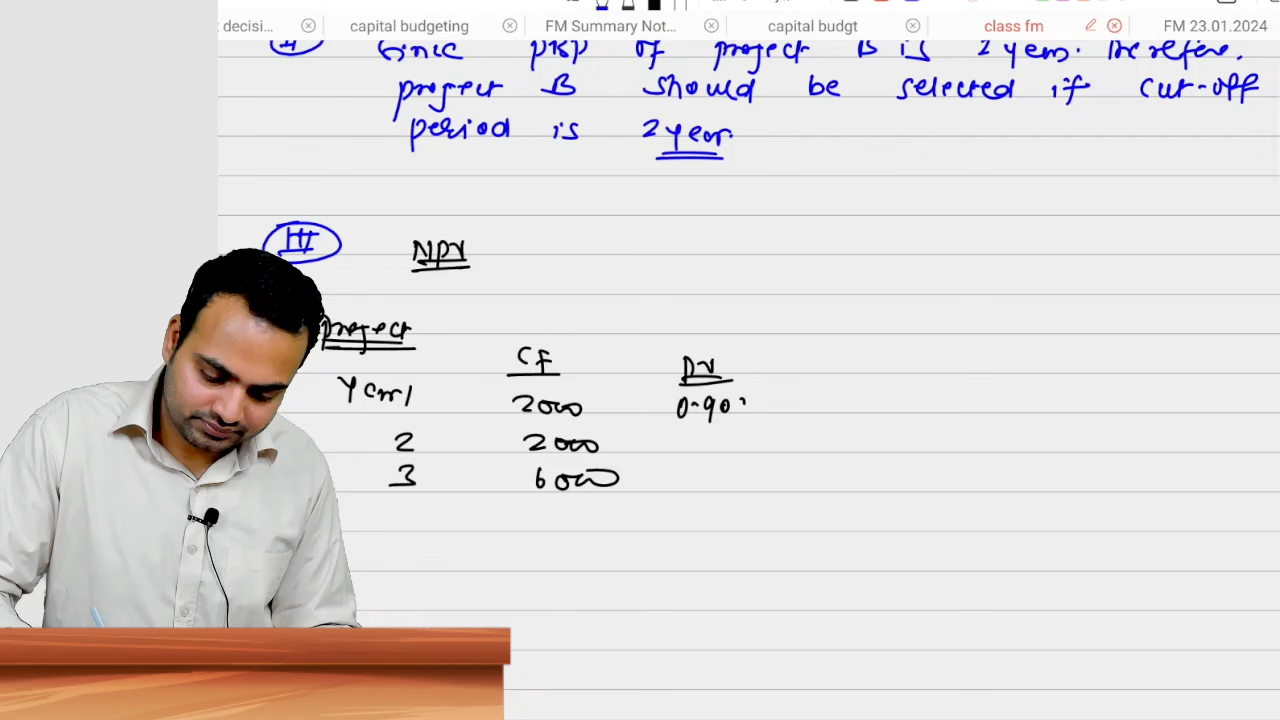 decisi...
capital budgeting
FM Summary Not...
capital budgt
class fm
FM 23.01.2024
II Since PBP of project B is 2 years. Therefore.
project B should be selected if cut-off
period is 2 year.
III NPV
project
CF PV
Year 1 2000 0.90
2 2000
3 6000